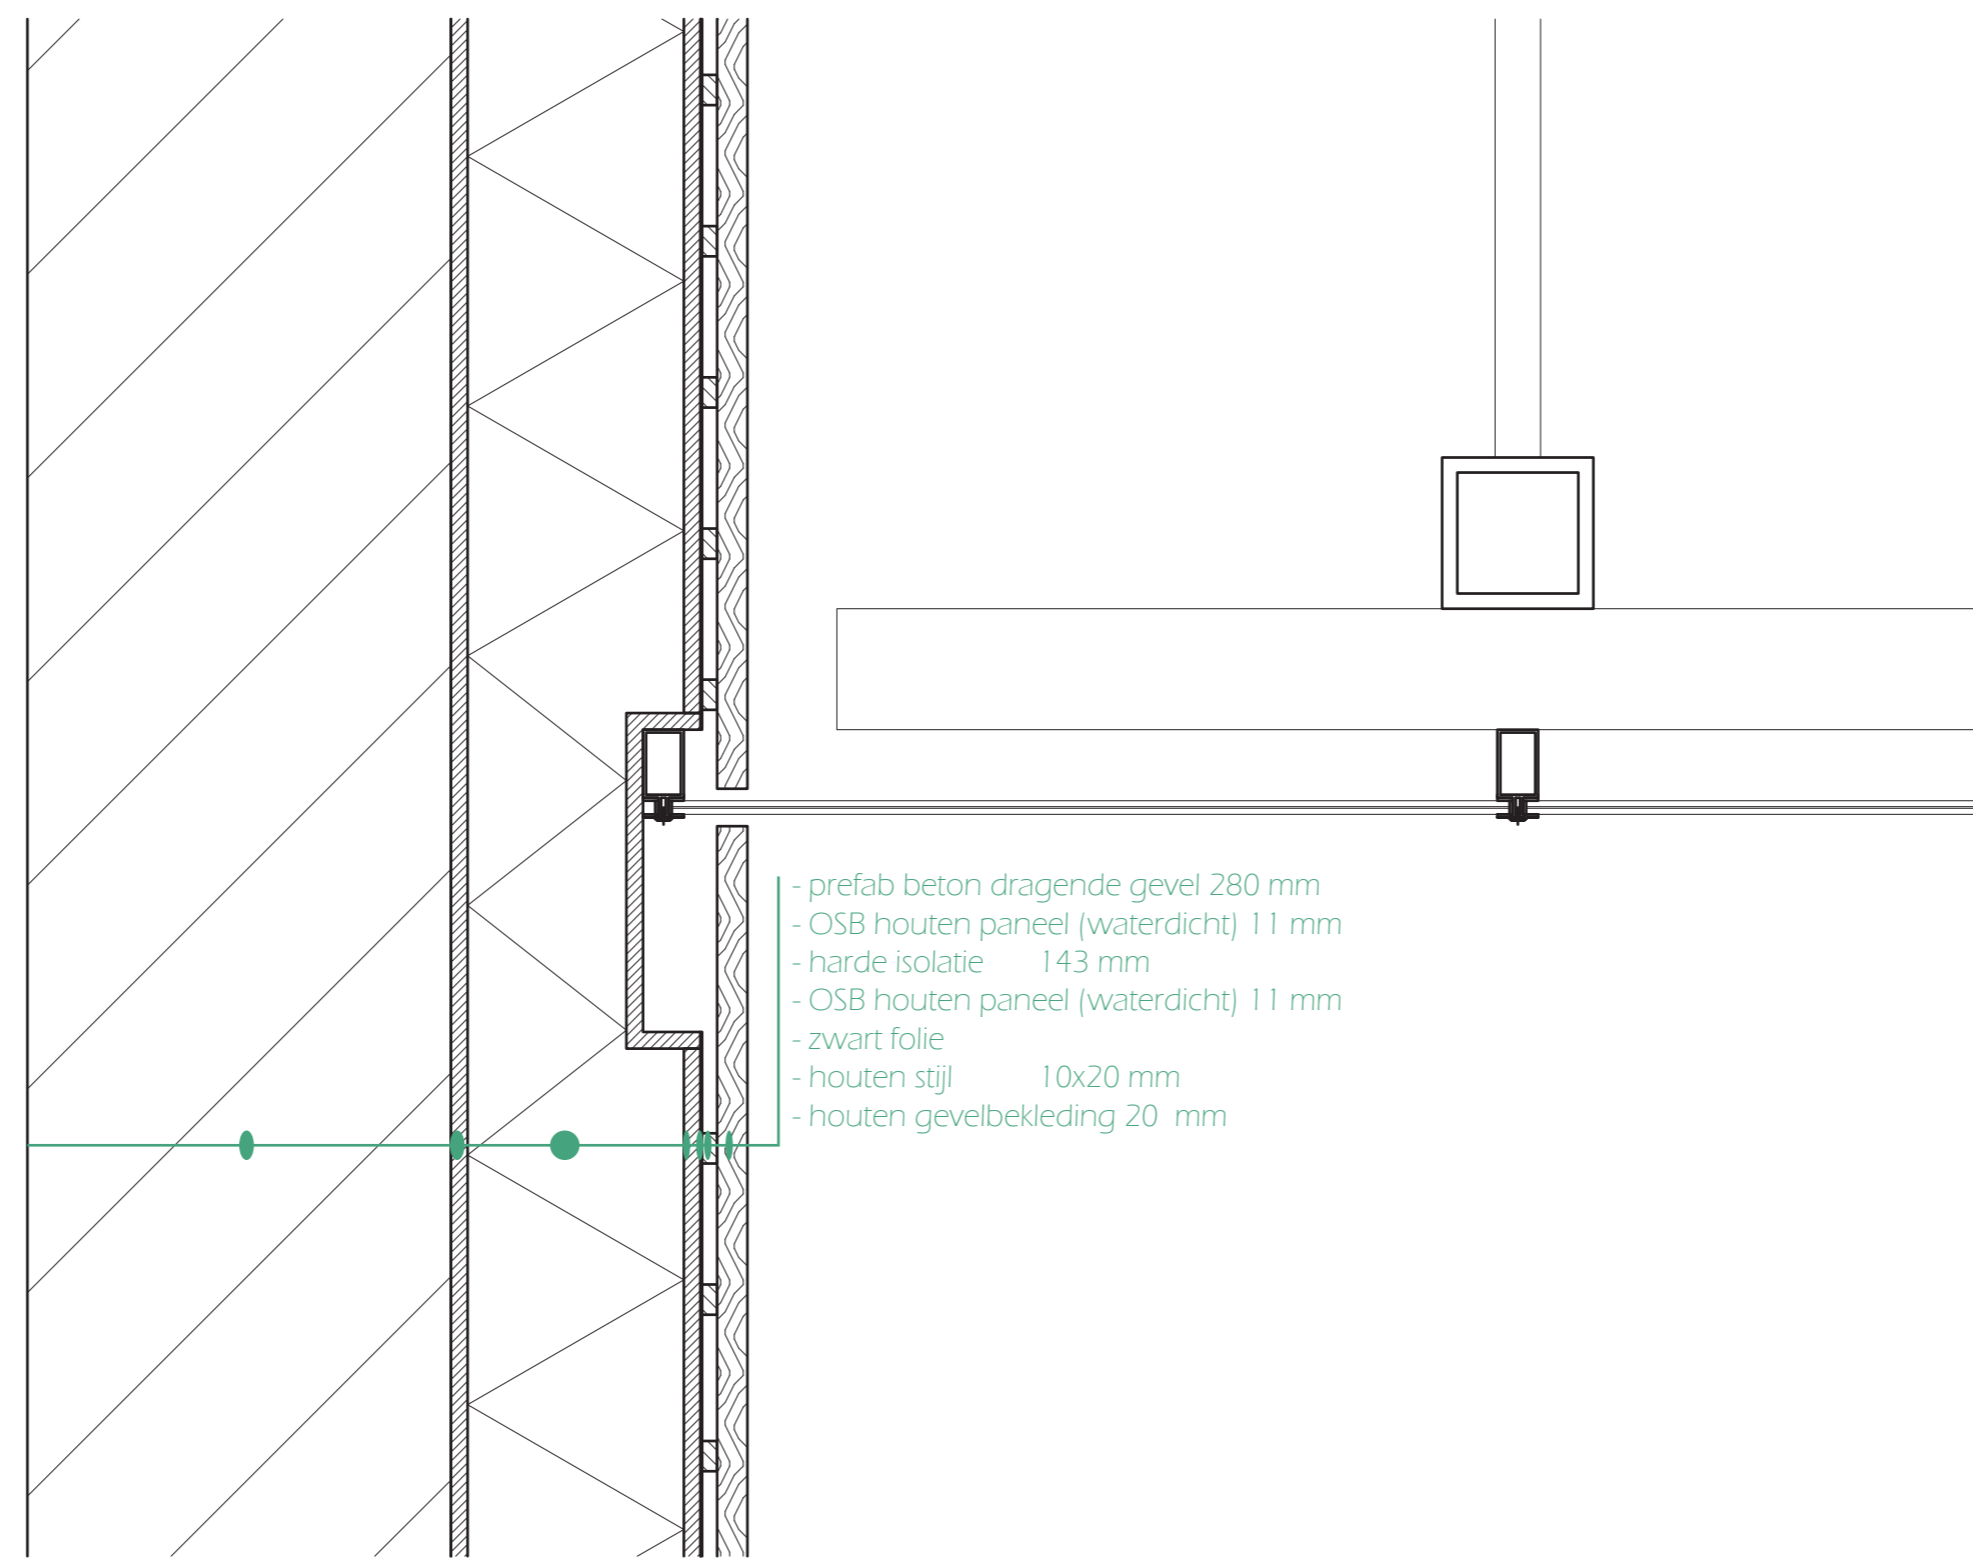 - prefab beton dragende gevel 280 mm
- OSB houten paneel (waterdicht) 11 mm
- harde isolatie 143 mm
- OSB houten paneel (waterdicht) 11 mm
- zwart folie
- houten stijl 10x20 mm
- houten gevelbekleding 20 mm